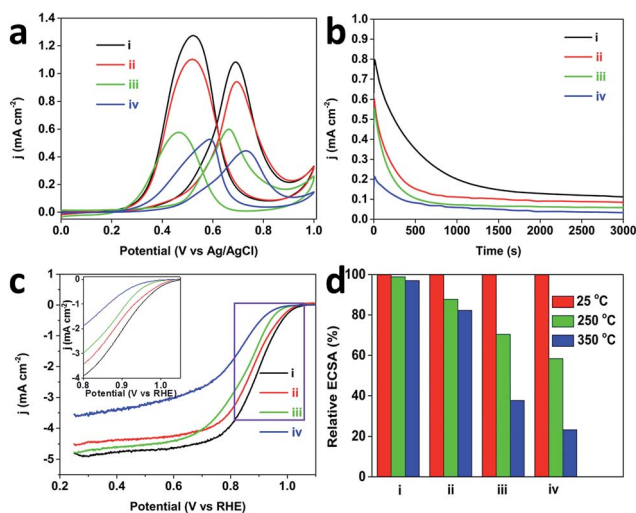 a
1.4
1.2
1.0
0.8
0.6
0.4
0.2
0.0
j (mA cm-2)
i
ii
iii
iv
0.0 0.2 0.4 0.6 0.8 1.0
Potential (V vs Ag/AgCl)
b
1.0
0.9
0.8
0.7
0.6
0.5
0.4
0.3
0.2
0.1
0.0
j (mA cm-2)
i
ii
iii
iv
0 500 1000 1500 2000 2500 3000
Time (s)
c
0
-1
-2
-3
-4
-5
j (mA cm-2)
0
-1
-2
-3
-4
j (mA cm-2)
0.8 0.9 1.0
Potential (V vs RHE)
i
ii
iii
iv
0.2 0.4 0.6 0.8 1.0
Potential (V vs RHE)
d
100
80
60
40
20
0
Relative ECSA (%)
25 °C
250 °C
350 °C
i ii iii iv